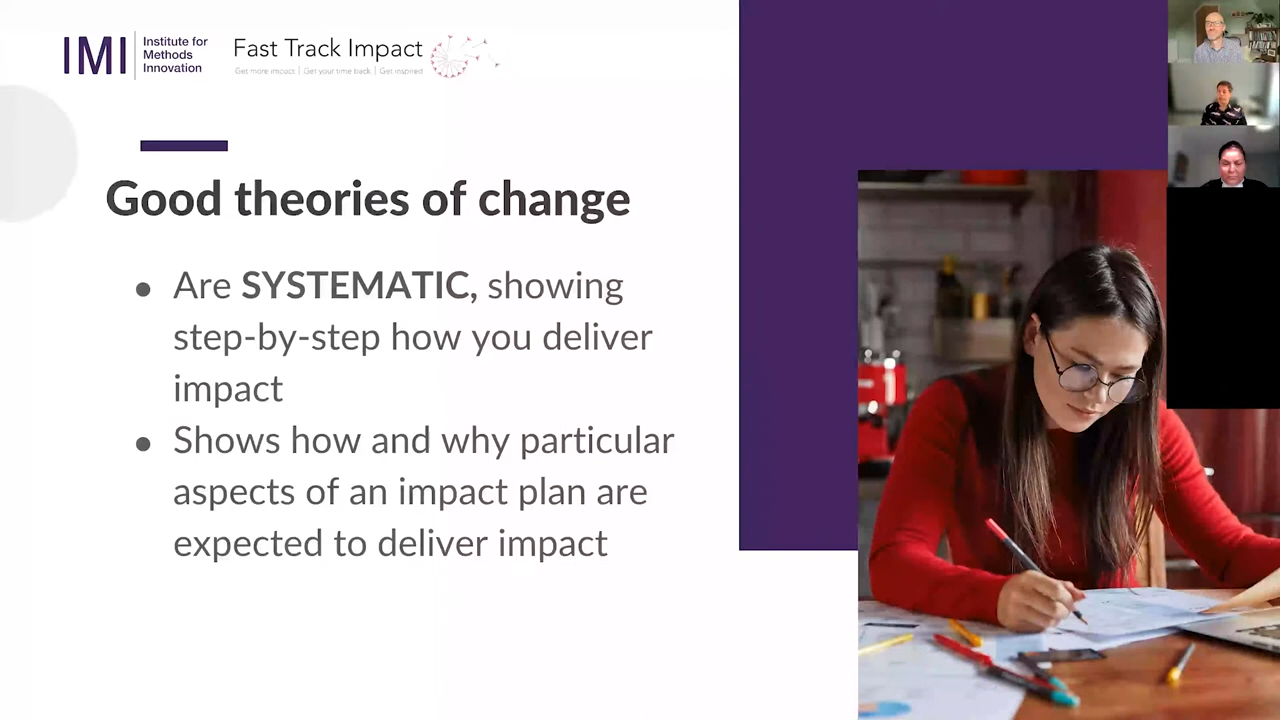 IMI
Institute for
Methods
Innovation
Fast Track Impact
Get more impact | Get your time back | Get inspired
Good theories of change
● Are SYSTEMATIC, showing
step-by-step how you deliver
impact
● Shows how and why particular
aspects of an impact plan are
expected to deliver impact